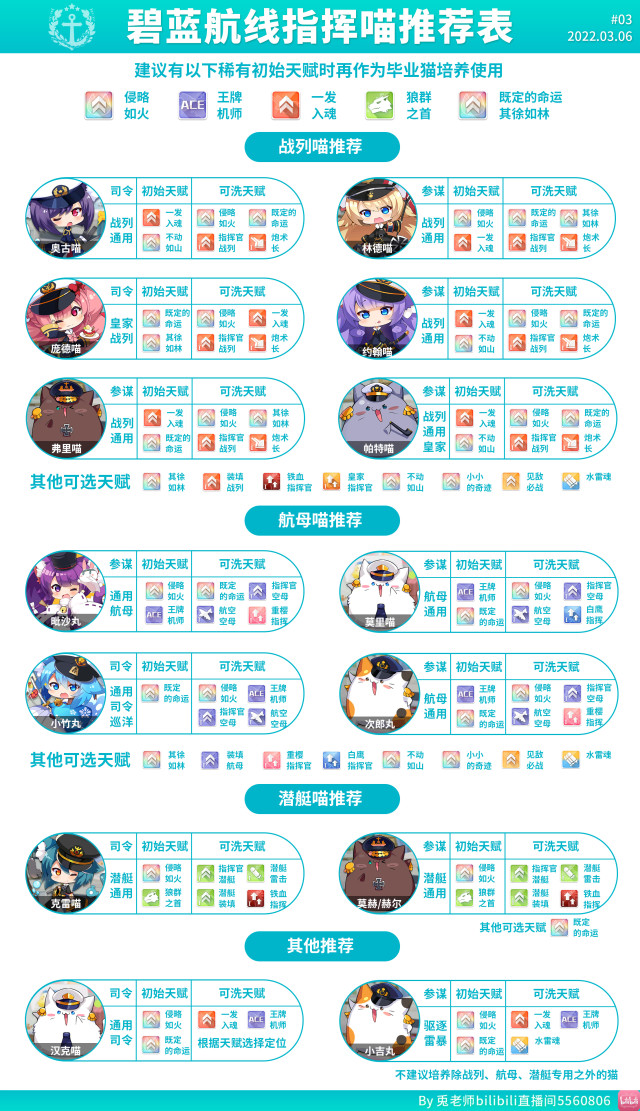 碧蓝航线指挥喵推荐表
#03
2022.03.06
建议有以下稀有初始天赋时再作为毕业猫培养使用
侵略如火
ACE
王牌机师
一发入魂
狼群之首
既定的命运
其徐如林
战列喵推荐
奥古喵
司令
战列通用
初始天赋
一发入魂
不动如山
可洗天赋
侵略如火
既定的命运
指挥官战列
炮术长
林德喵
参谋
战列通用
初始天赋
侵略如火
一发入魂
可洗天赋
既定的命运
其徐如林
指挥官战列
炮术长
庞德喵
司令
皇家战列
初始天赋
既定的命运
其徐如林
可洗天赋
侵略如火
一发入魂
指挥官战列
炮术长
约翰喵
参谋
战列通用
初始天赋
一发入魂
不动如山
可洗天赋
侵略如火
既定的命运
指挥官战列
炮术长
弗里喵
参谋
战列通用
初始天赋
一发入魂
既定的命运
可洗天赋
侵略如火
其徐如林
指挥官战列
炮术长
帕特喵
参谋
战列通用皇家
初始天赋
一发入魂
不动如山
可洗天赋
侵略如火
既定的命运
指挥官战列
炮术长
其他可选天赋
其徐如林
装填战列
铁血指挥官
皇家指挥官
不动如山
小小的奇迹
见敌必战
水雷魂
航母喵推荐
毗沙丸
参谋
通用航母
初始天赋
侵略如火
ACE
王牌机师
可洗天赋
既定的命运
指挥官空母
航空空母
重樱指挥
莫里喵
参谋
航母通用
初始天赋
ACE
王牌机师
既定的命运
可洗天赋
侵略如火
指挥官空母
航空空母
白鹰指挥
小竹丸
司令
通用司令巡洋
初始天赋
既定的命运
可洗天赋
侵略如火
ACE
王牌机师
指挥官空母
航空空母
次郎丸
参谋
航母通用
初始天赋
ACE
王牌机师
既定的命运
可洗天赋
侵略如火
指挥官空母
航空空母
重樱指挥
其他可选天赋
其徐如林
装填航母
重樱指挥官
白鹰指挥官
不动如山
小小的奇迹
见敌必战
水雷魂
潜艇喵推荐
克雷喵
司令
潜艇通用
初始天赋
侵略如火
狼群之首
可洗天赋
指挥官潜艇
潜艇雷击
潜艇装填
铁血指挥
莫赫/赫尔
参谋
潜艇通用
初始天赋
侵略如火
狼群之首
可洗天赋
指挥官潜艇
潜艇雷击
潜艇装填
铁血指挥
其他可选天赋
既定的命运
其他推荐
汉克喵
司令
通用司令
初始天赋
侵略如火
既定的命运
可洗天赋
一发入魂
ACE
王牌机师
根据天赋选择定位
小吉丸
参谋
驱逐雷暴
初始天赋
侵略如火
既定的命运
可洗天赋
一发入魂
ACE
王牌机师
水雷魂
不建议培养除战列、航母、潜艇专用之外的猫
By 兎老师bilibili直播间5560806